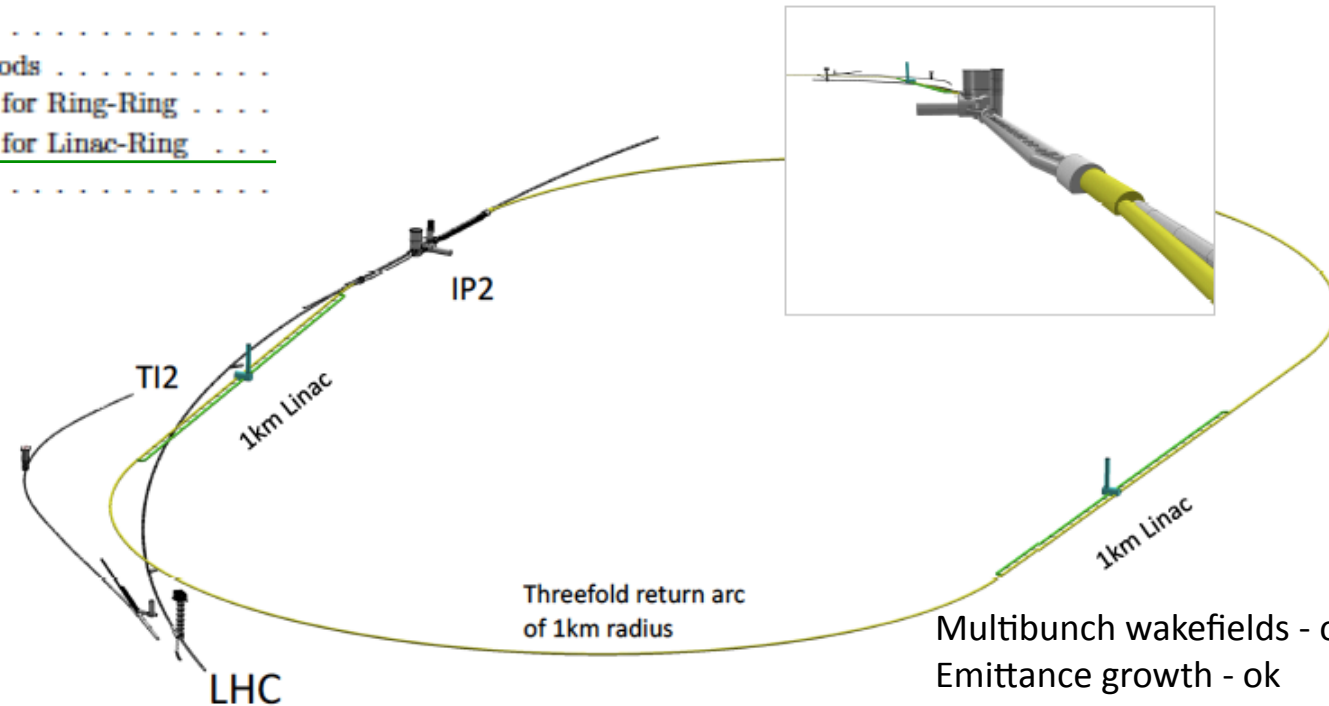 . . . . . . . . . . . . .
ods . . . . . . . . . .
for Ring-Ring . . . .
for Linac-Ring . . .
. . . . . . . . . . . . .
IP2
TI2
1km Linac
1km Linac
Threefold return arc
of 1km radius
Multibunch wakefields -
Emittance growth - ok
LHC